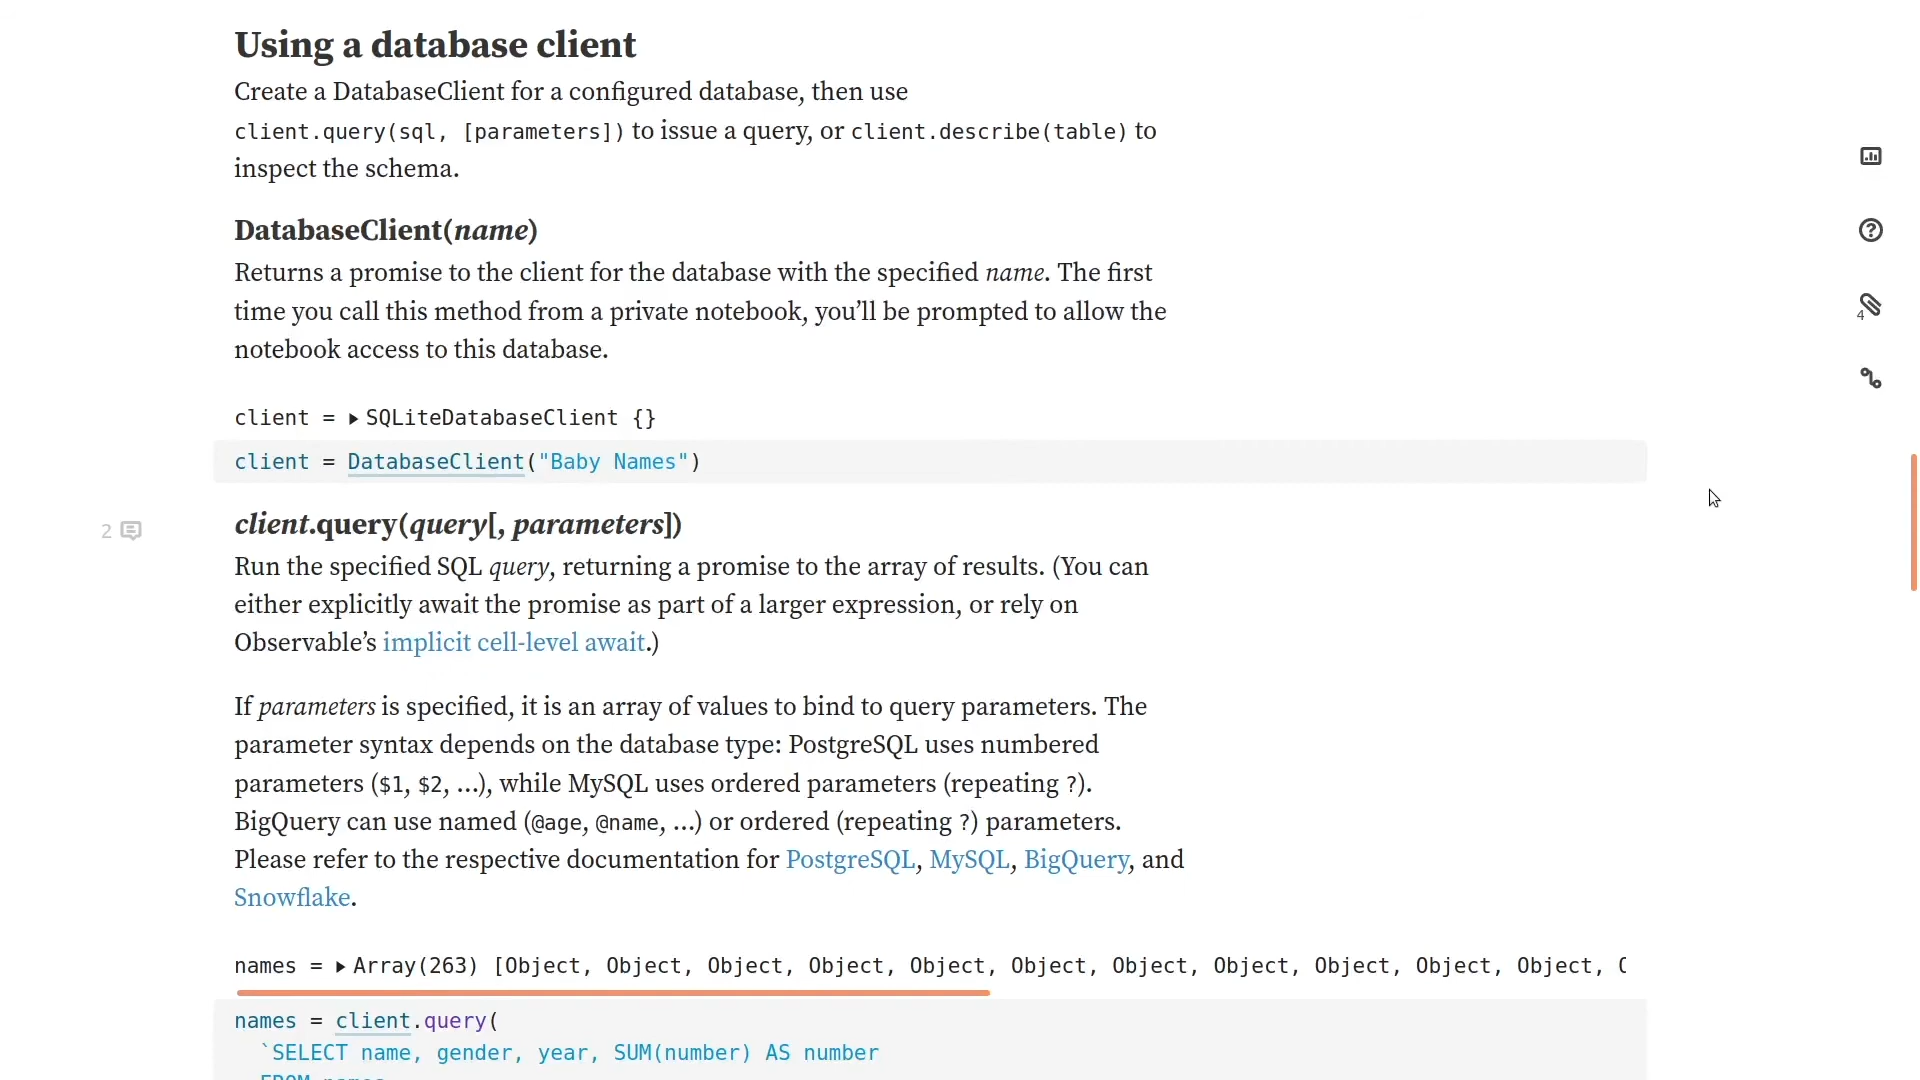 Using a database client
Create a DatabaseClient for a configured database, then use
client.query(sql, [parameters]) to issue a query, or client.describe(table) to
inspect the schema.
DatabaseClient(name)
Returns a promise to the client for the database with the specified name. The first
time you call this method from a private notebook, you’ll be prompted to allow the
notebook access to this database.
4
client = ▶ SQLiteDatabaseClient {}
client = DatabaseClient("Baby Names")
2
client.query(query[, parameters])
Run the specified SQL query, returning a promise to the array of results. (You can
either explicitly await the promise as part of a larger expression, or rely on
Observable’s implicit cell-level await.)
If parameters is specified, it is an array of values to bind to query parameters. The
parameter syntax depends on the database type: PostgreSQL uses numbered
parameters ($1, $2, …), while MySQL uses ordered parameters (repeating ?).
BigQuery can use named (@age, @name, …) or ordered (repeating ?) parameters.
Please refer to the respective documentation for PostgreSQL, MySQL, BigQuery, and
Snowflake.
names = ▶ Array(263) [Object, Object, Object, Object, Object, Object, Object, Object, Object, Object, Object,
names = client.query(
`SELECT name, gender, year, SUM(number) AS number
FROM names